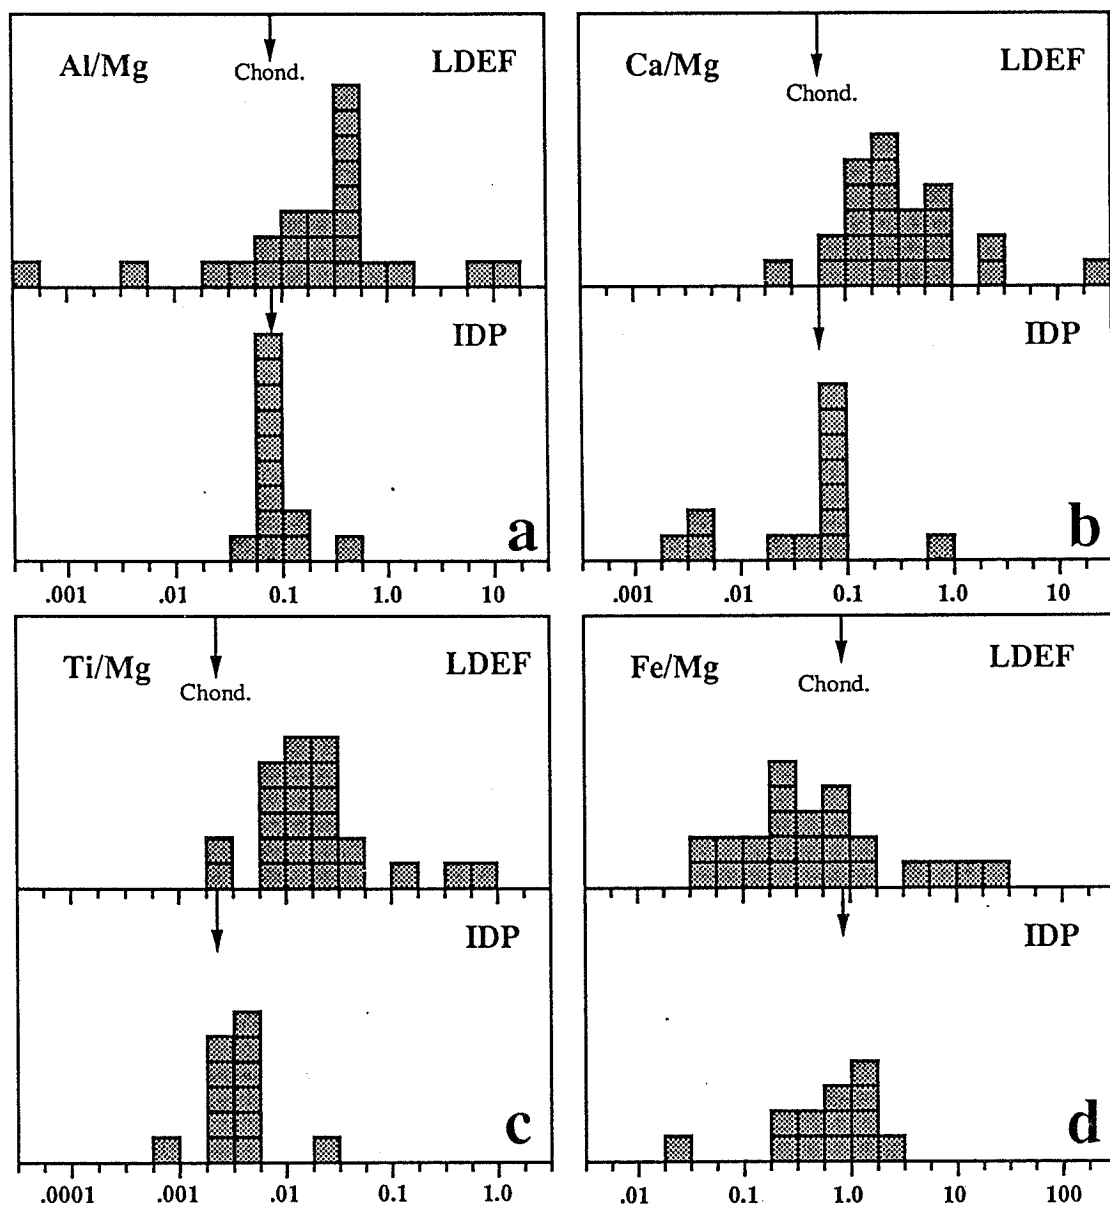 Al/Mg
LDEF
Chond.
IDP
a
.001 .01 0.1 1.0 10
Ca/Mg
LDEF
Chond.
IDP
b
.001 .01 0.1 1.0 10
Ti/Mg
LDEF
Chond.
IDP
c
.0001 .001 .01 0.1 1.0
Fe/Mg
LDEF
Chond.
IDP
d
.01 0.1 1.0 10 100